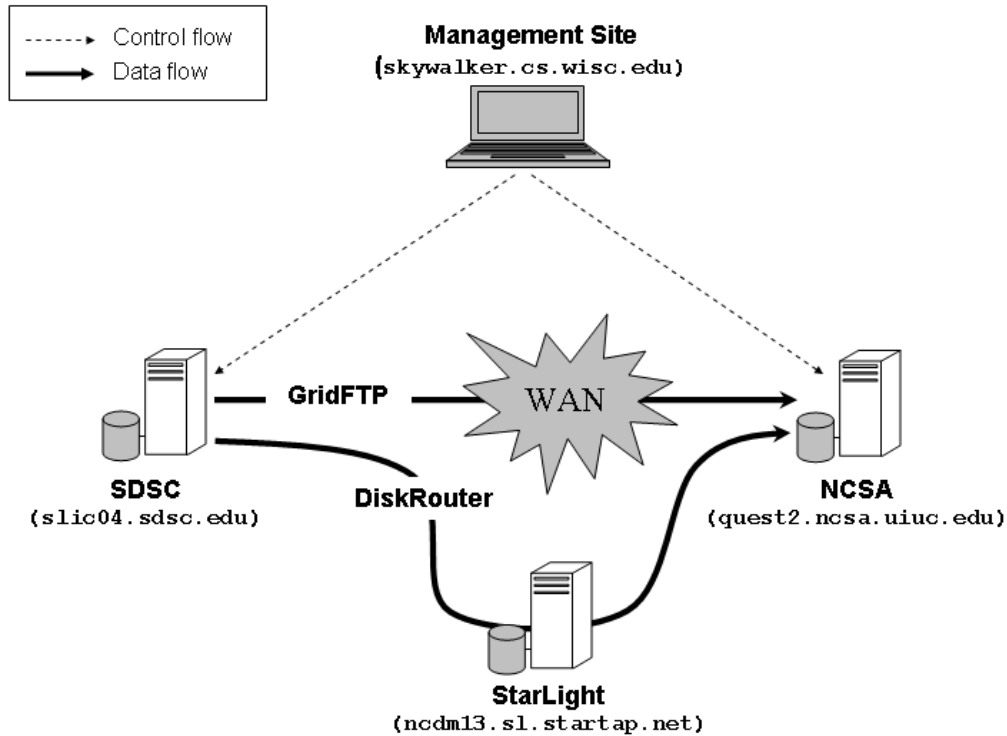 Control flow
Data flow
Management Site
(skywalker.cs.wisc.edu)
GridFTP
WAN
SDSC
(slic04.sdsc.edu)
DiskRouter
NCSA
(quest2.ncsa.uiuc.edu)
StarLight
(ncdm13.sl.startap.net)